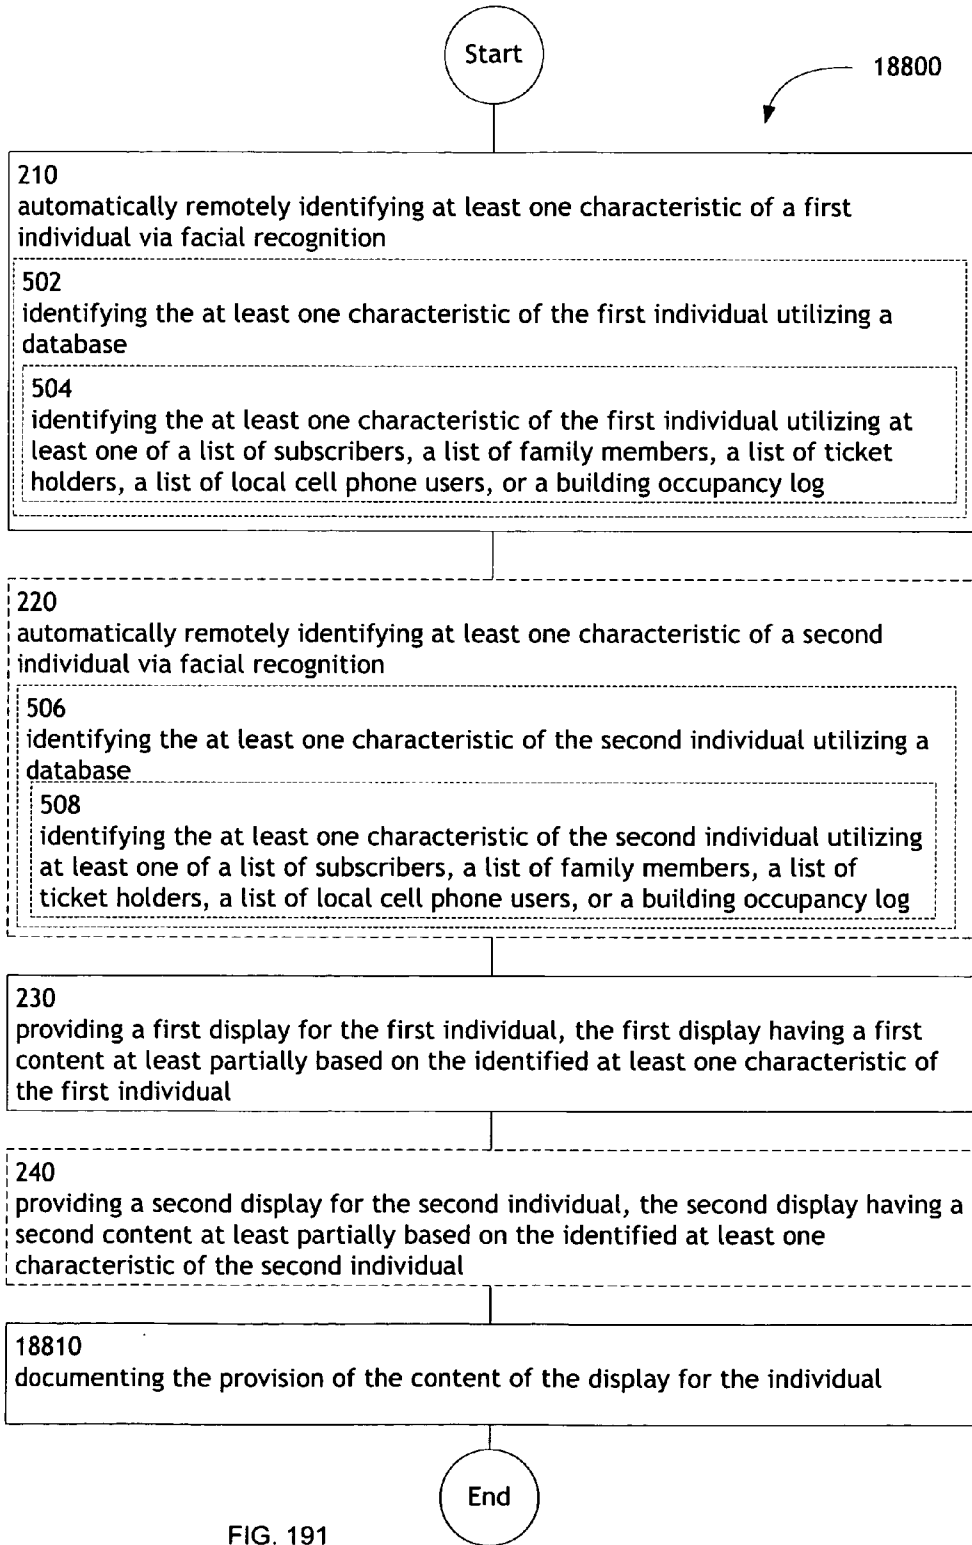 Start
18800
210
automatically remotely identifying at least one characteristic of a first
individual via facial recognition
502
identifying the at least one characteristic of the first individual utilizing a
database
504
identifying the at least one characteristic of the first individual utilizing at
least one of a list of subscribers, a list of family members, a list of ticket
holders, a list of local cell phone users, or a building occupancy log
220
automatically remotely identifying at least one characteristic of a second
individual via facial recognition
506
identifying the at least one characteristic of the second individual utilizing a
database
508
identifying the at least one characteristic of the second individual utilizing
at least one of a list of subscribers, a list of family members, a list of
ticket holders, a list of local cell phone users, or a building occupancy log
230
providing a first display for the first individual, the first display having a first
content at least partially based on the identified at least one characteristic of
the first individual
240
providing a second display for the second individual, the second display having a
second content at least partially based on the identified at least one
characteristic of the second individual
18810
documenting the provision of the content of the display for the individual
End
FIG. 191